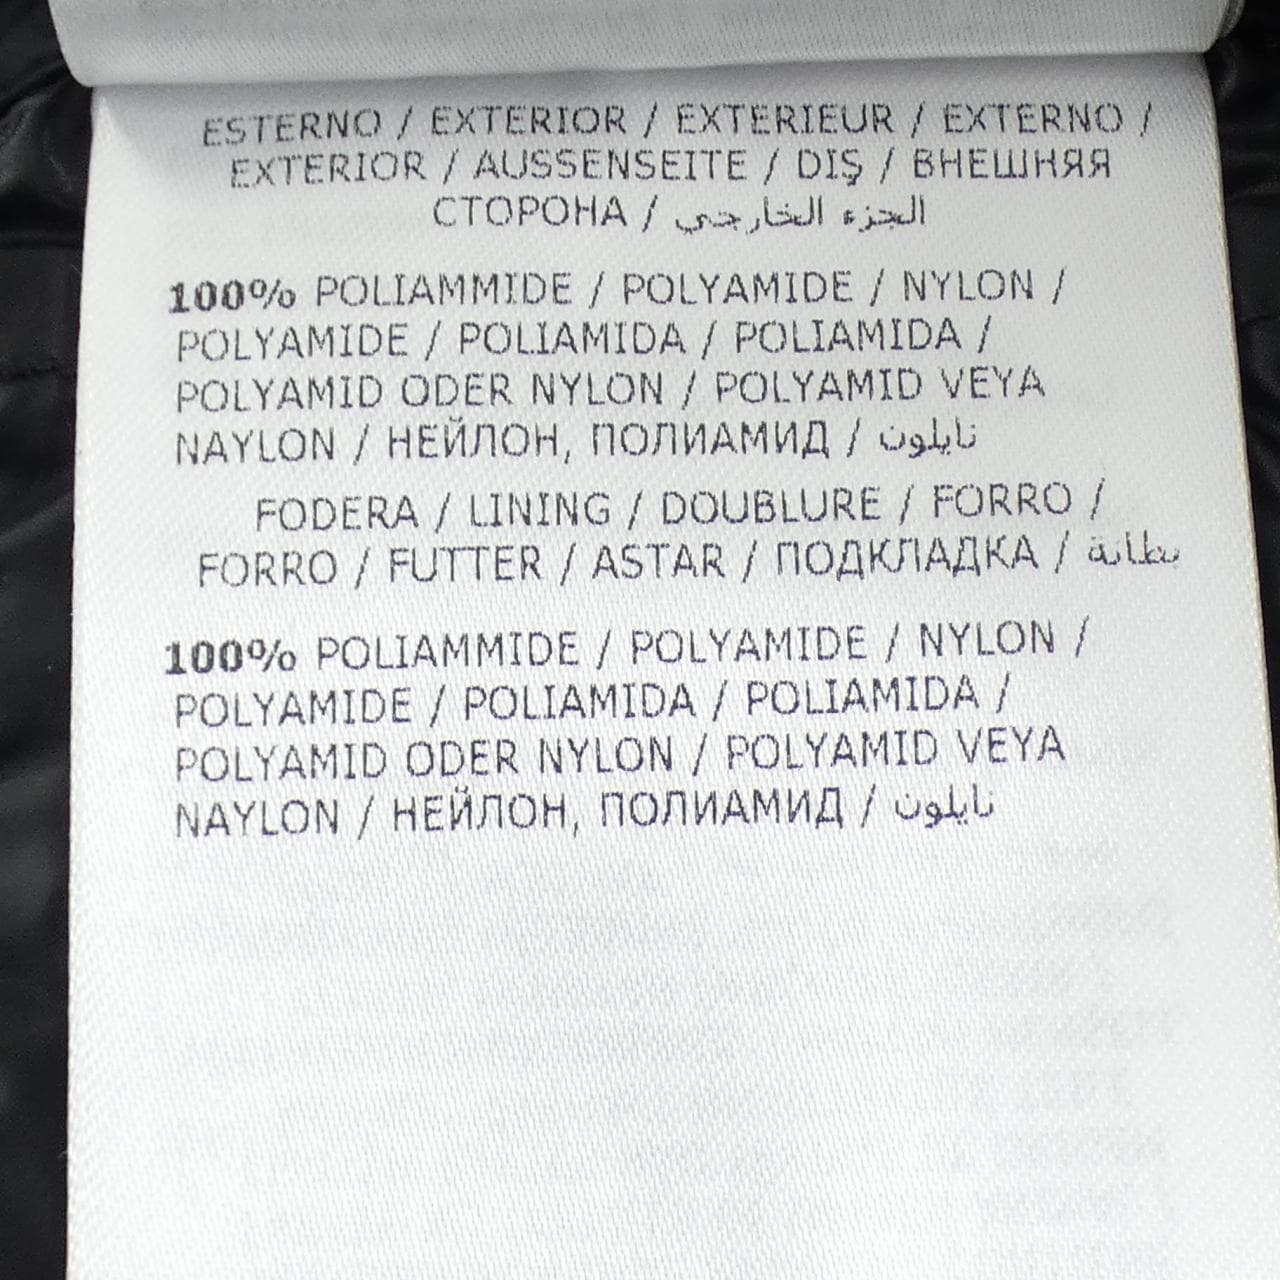 ESTERNO / EXTERIOR / EXTERIEUR / EXTERNO /
EXTERIOR / AUSSENSEITE / DIŞ / ВНЕШНЯЯ
СТОРОНА / الجزء الخارجي
100% POLIAMMIDE / POLYAMIDE / NYLON /
POLYAMIDE / POLIAMIDA / POLIAMIDA /
POLYAMID ODER NYLON / POLYAMID VEYA
NAYLON / НЕЙЛОН, ПОЛИАМИД / نايلون
FODERA / LINING / DOUBLURE / FORRO /
FORRO / FUTTER / ASTAR / ПОДКЛАДКА / بطانة
100% POLIAMMIDE / POLYAMIDE / NYLON /
POLYAMIDE / POLIAMIDA / POLIAMIDA /
POLYAMID ODER NYLON / POLYAMID VEYA
NAYLON / НЕЙЛОН, ПОЛИАМИД / نايلون